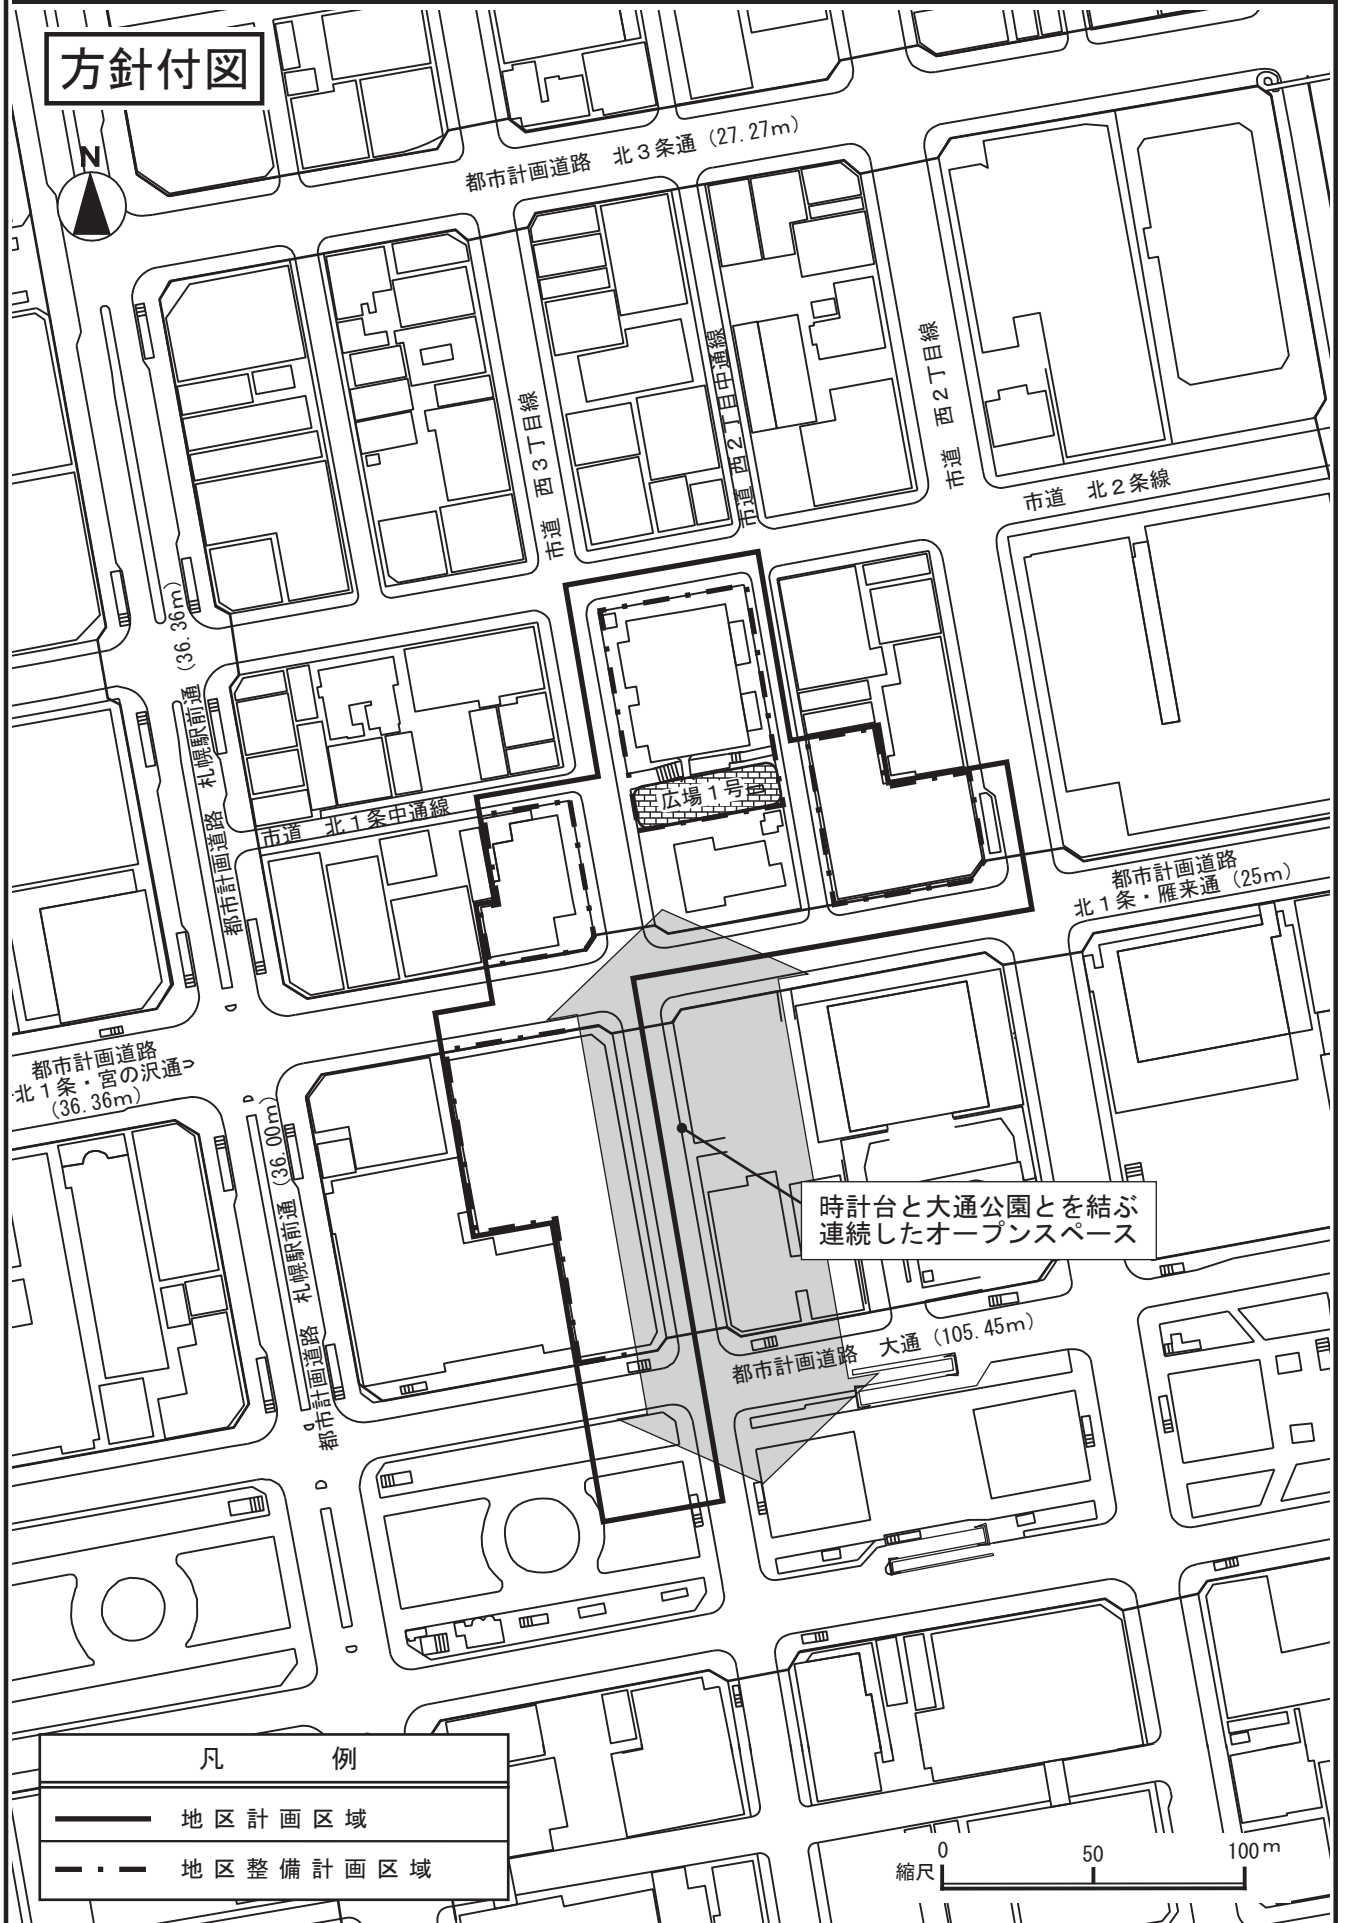 方針付図
N
都市計画道路　北３条通（27.27m）
市道　西３丁目線
市道　西２丁目中通線
市道　西２丁目線
市道　北２条線
都市計画道路　札幌駅前通（36.36m）
市道　北１条中通線
広場１号
都市計画道路
北１条・雁来通（25m）
都市計画道路
北１条・宮の沢通
（36.36m）
都市計画道路　札幌駅前通（36.00m）
時計台と大通公園とを結ぶ
連続したオープンスペース
都市計画道路　大通（105.45m）
凡　例
地区計画区域
地区整備計画区域
縮尺 0 50 100m